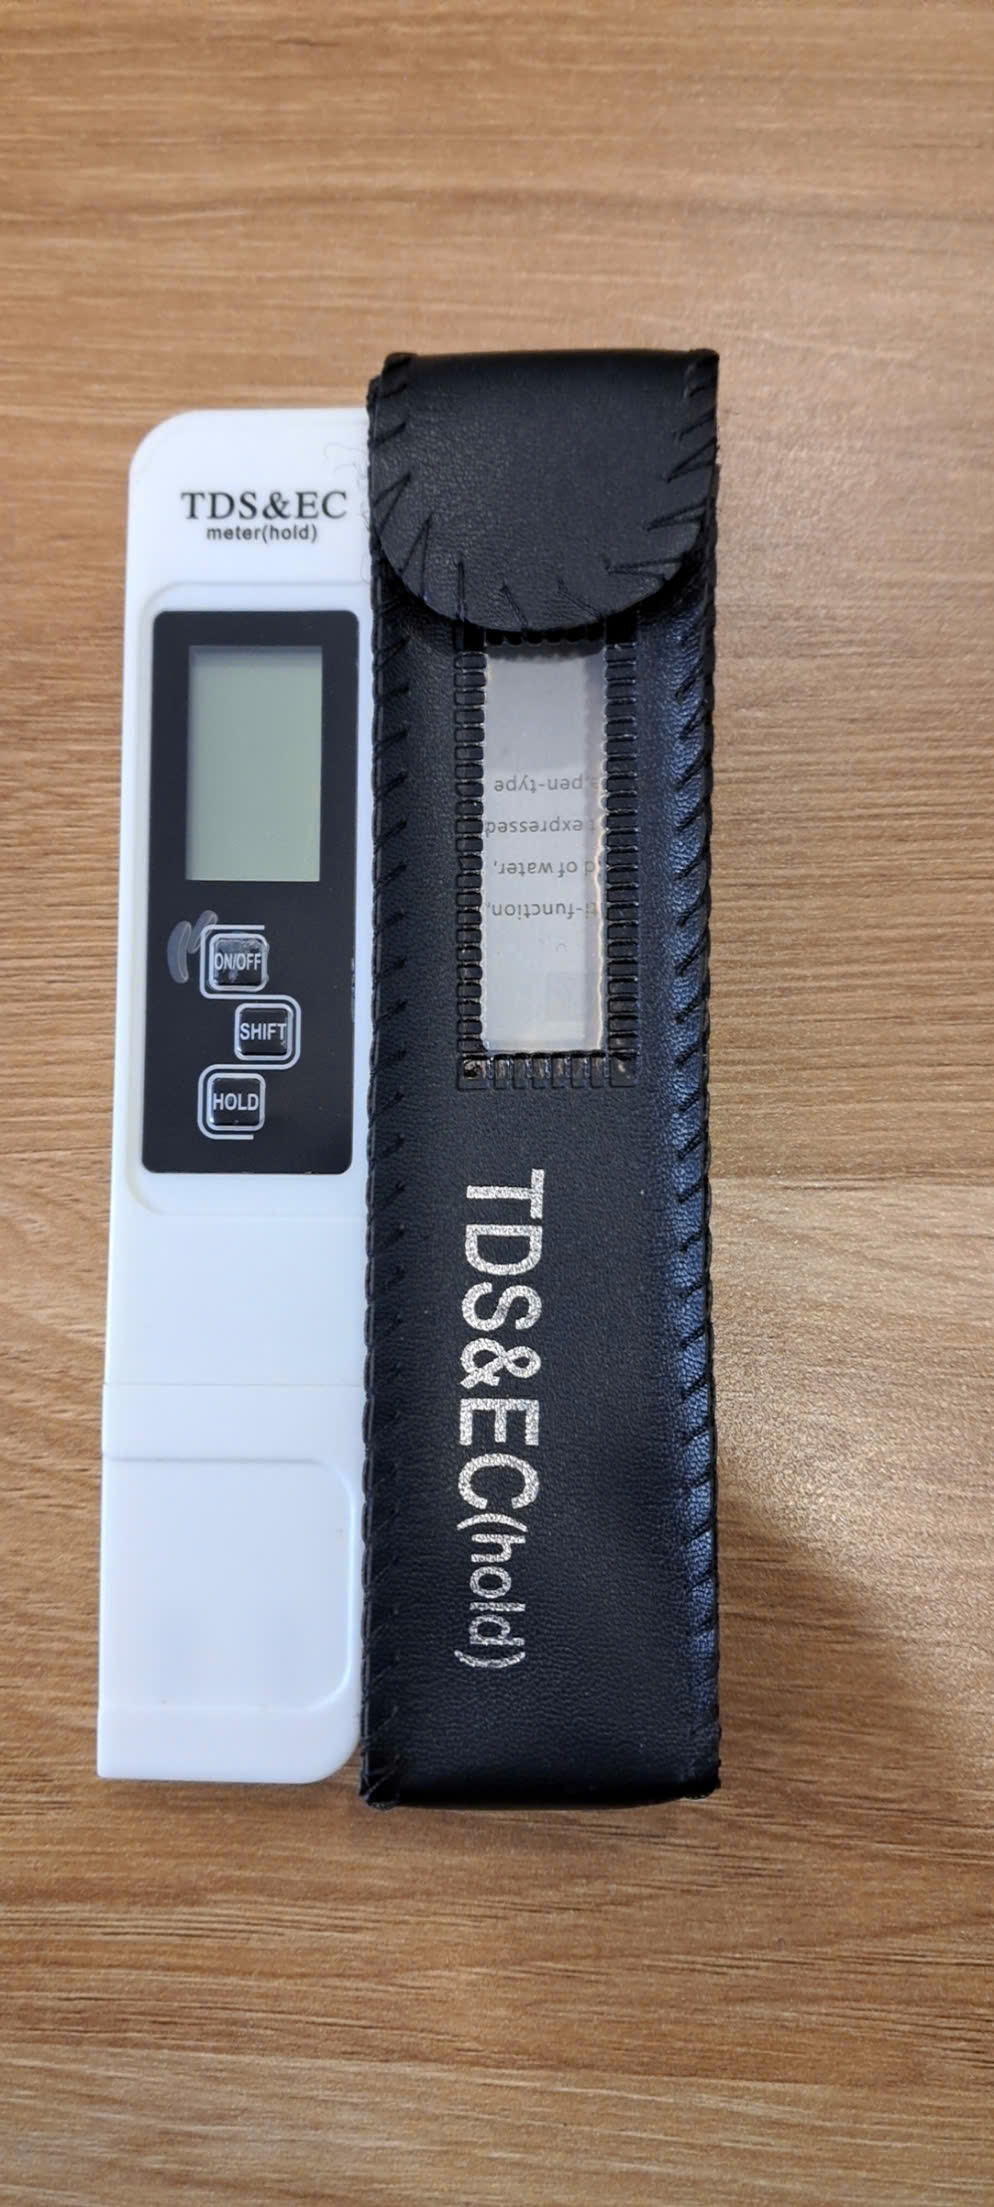 TDS&EC
meter(hold)
ON/OFF
SHIFT
HOLD
ti-function,
of water,
expressed
pen-type
TDS&EC(hold)